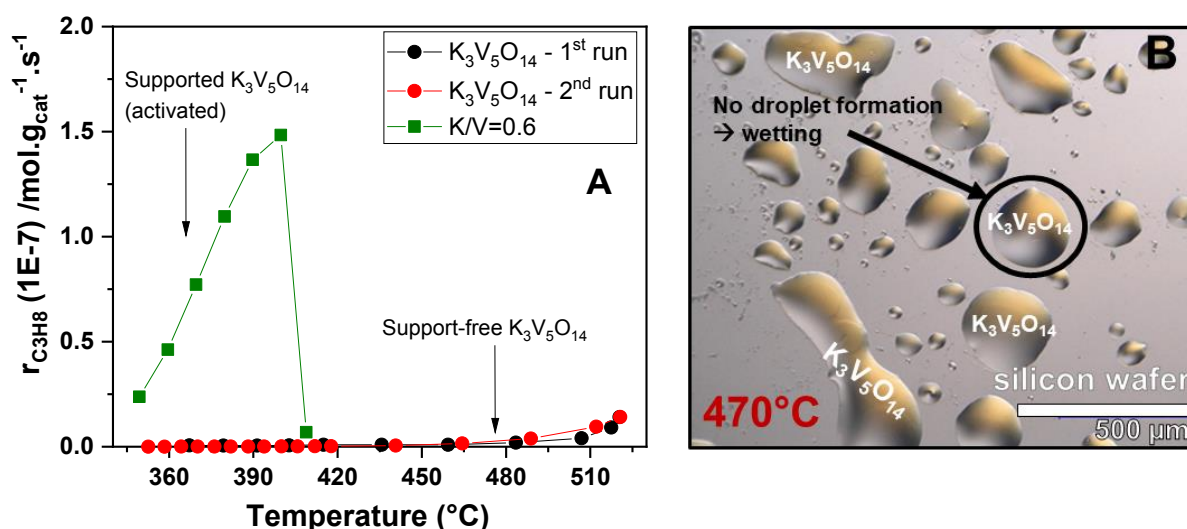 2.0
1.5
1.0
0.5
0.0
r_C3H8 (1E-7) /mol.g_cat^-1.s^-1
K₃V₅O₁₄ - 1st run
K₃V₅O₁₄ - 2nd run
K/V=0.6
Supported K₃V₅O₁₄
(activated)
A
Support-free K₃V₅O₁₄
360 390 420 450 480 510
Temperature (°C)
B
K₃V₅O₁₄
No droplet formation
→ wetting
K₃V₅O₁₄
K₃V₅O₁₄
K₃V₅O₁₄
silicon wafer
470°C
500 µm